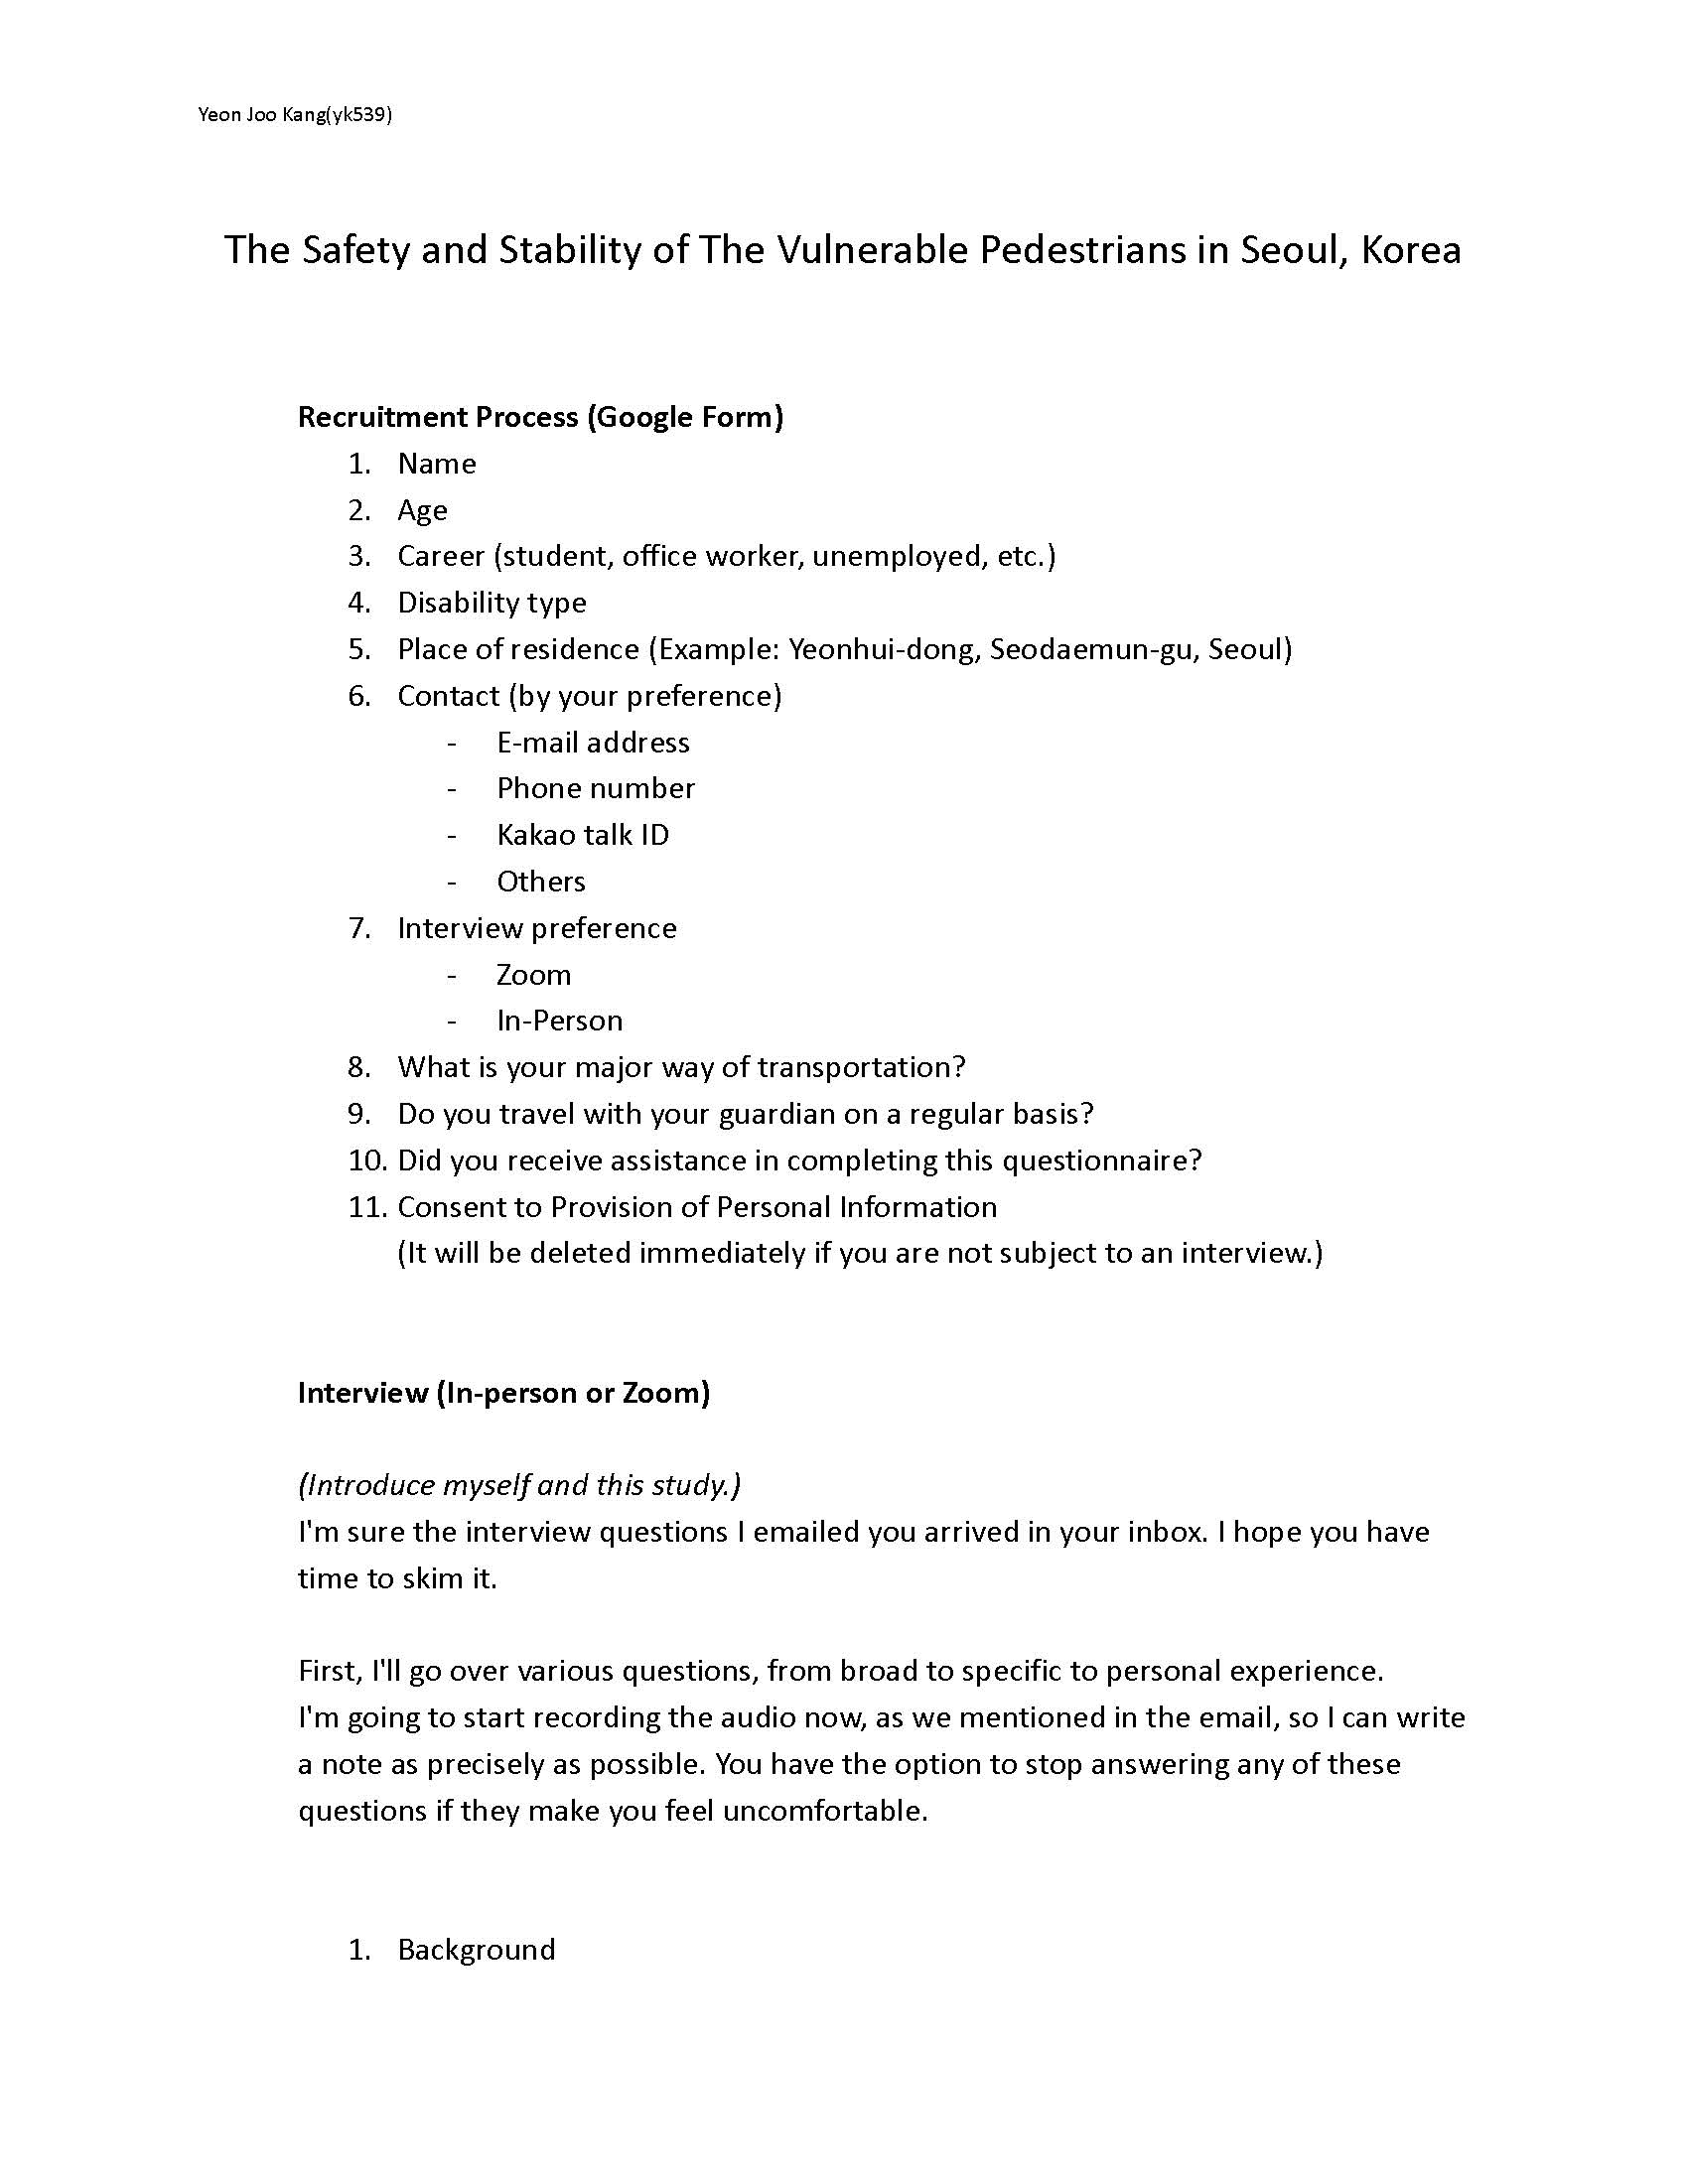 Yeon Joo Kang(yk539)
The Safety and Stability of The Vulnerable Pedestrians in Seoul, Korea
Recruitment Process (Google Form)
1. Name
2. Age
3. Career (student, office worker, unemployed, etc.)
4. Disability type
5. Place of residence (Example: Yeonhui-dong, Seodaemun-gu, Seoul)
6. Contact (by your preference)
- E-mail address
- Phone number
- Kakao talk ID
- Others
7. Interview preference
- Zoom
- In-Person
8. What is your major way of transportation?
9. Do you travel with your guardian on a regular basis?
10. Did you receive assistance in completing this questionnaire?
11. Consent to Provision of Personal Information
(It will be deleted immediately if you are not subject to an interview.)
Interview (In-person or Zoom)
(Introduce myself and this study.)
I'm sure the interview questions I emailed you arrived in your inbox. I hope you have
time to skim it.
First, I'll go over various questions, from broad to specific to personal experience.
I'm going to start recording the audio now, as we mentioned in the email, so I can write
a note as precisely as possible. You have the option to stop answering any of these
questions if they make you feel uncomfortable.
1. Background